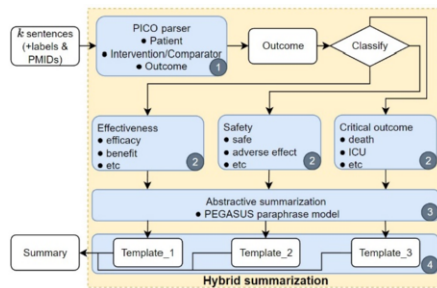 k sentences
(+labels &
PMIDs)
PICO parser
● Patient
● Intervention/Comparator
● Outcome
1
Outcome
Classify
Effectiveness
● efficacy
● benefit
● etc
2
Safety
● safe
● adverse effect
● etc
2
Critical outcome
● death
● ICU
● etc
2
Abstractive summarization
● PEGASUS paraphrase model
3
Summary
Template_1
Template_2
Template_3
4
Hybrid summarization